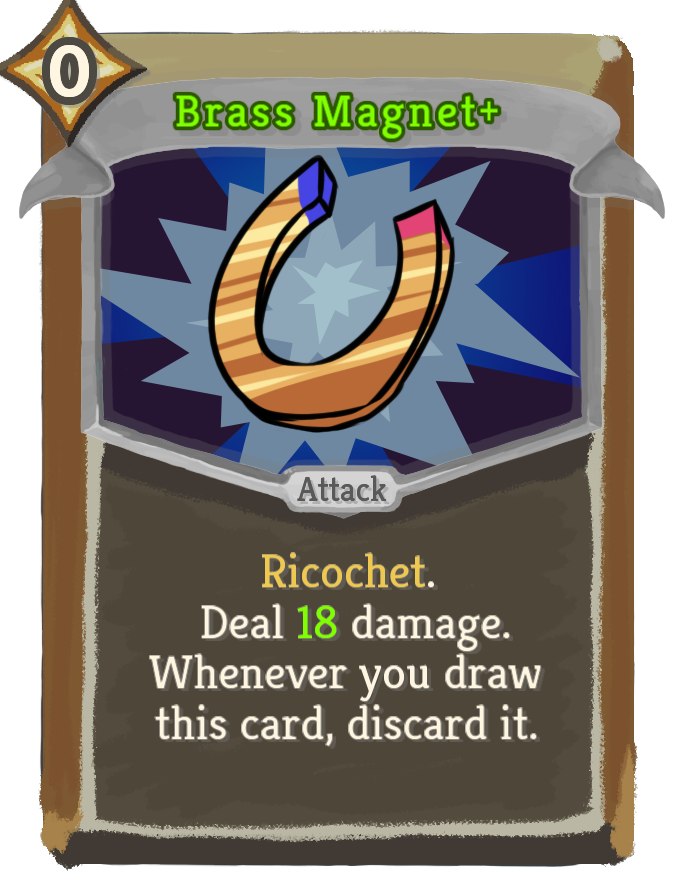 0
Brass Magnet+
Attack
Ricochet.
Deal 18 damage.
Whenever you draw
this card, discard it.